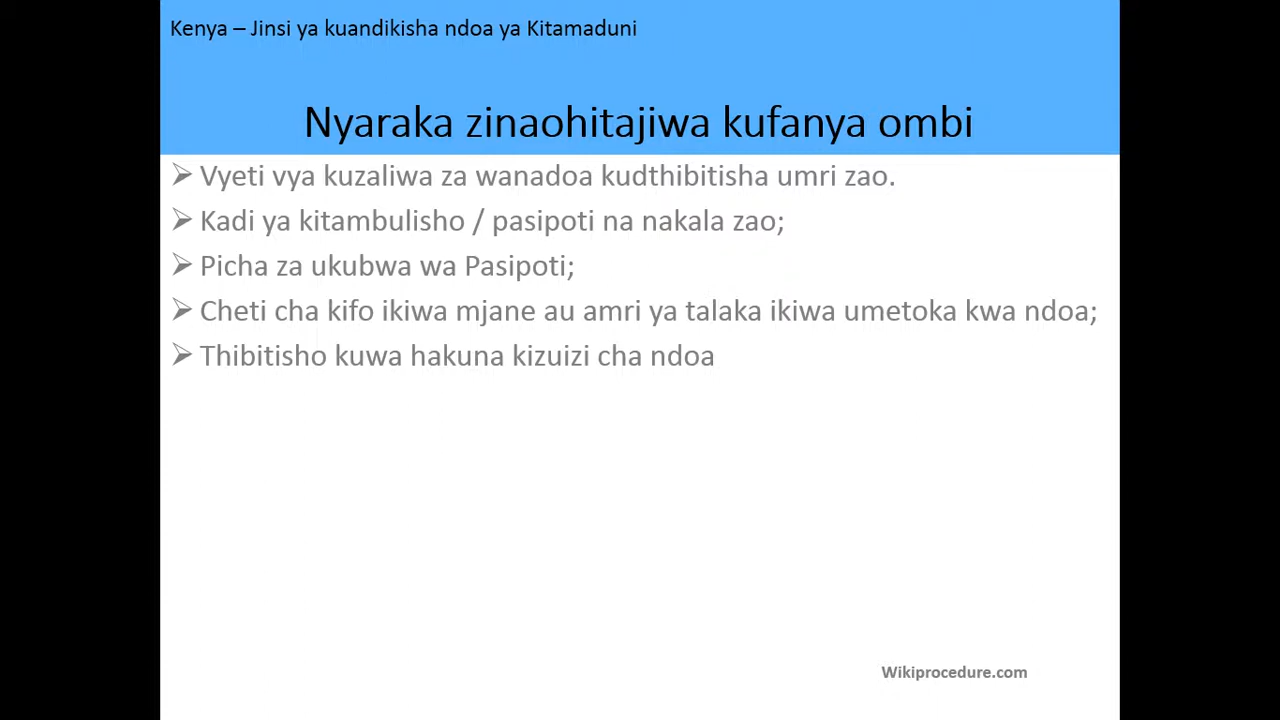 Kenya – Jinsi ya kuandikisha ndoa ya Kitamaduni
Nyaraka zinaohitajiwa kufanya ombi
➢ Vyeti vya kuzaliwa za wanadoa kudthibitisha umri zao.
➢ Kadi ya kitambulisho / pasipoti na nakala zao;
➢ Picha za ukubwa wa Pasipoti;
➢ Cheti cha kifo ikiwa mjane au amri ya talaka ikiwa umetoka kwa ndoa;
➢ Thibitisho kuwa hakuna kizuizi cha ndoa
Wikiprocedure.com